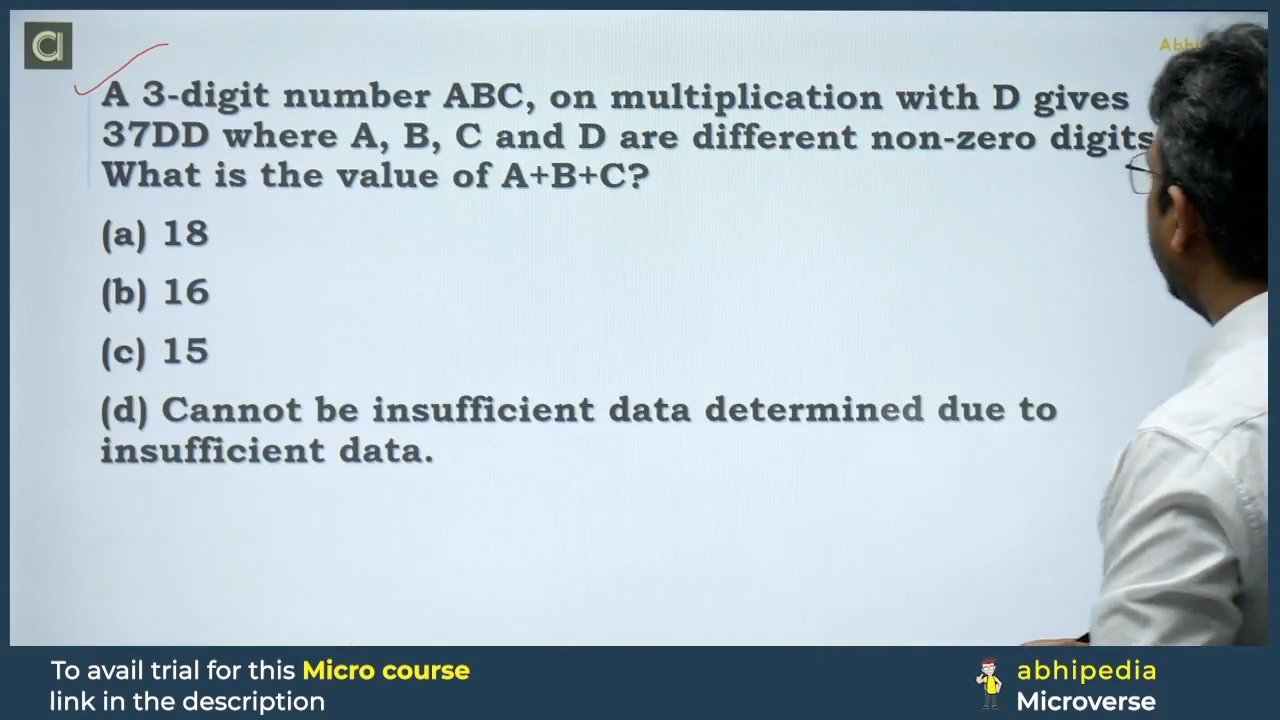 Abhi
A 3-digit number ABC, on multiplication with D gives
37DD where A, B, C and D are different non-zero digits
What is the value of A+B+C?
(a) 18
(b) 16
(c) 15
(d) Cannot be insufficient data determined due to
insufficient data.
To avail trial for this Micro course
link in the description
abhipedia
Microverse